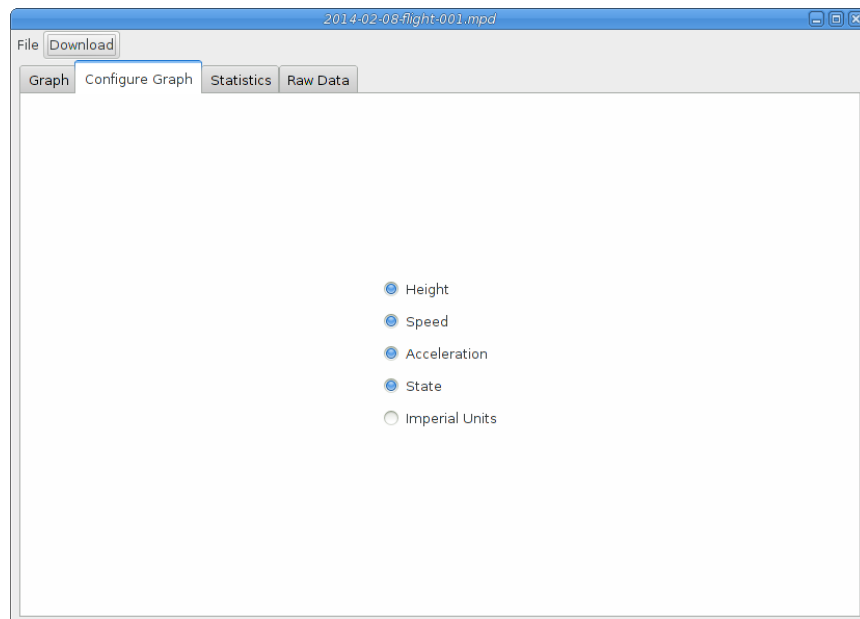 2014-02-08-flight-001.mpd
File Download
Graph Configure Graph Statistics Raw Data
Height
Speed
Acceleration
State
Imperial Units